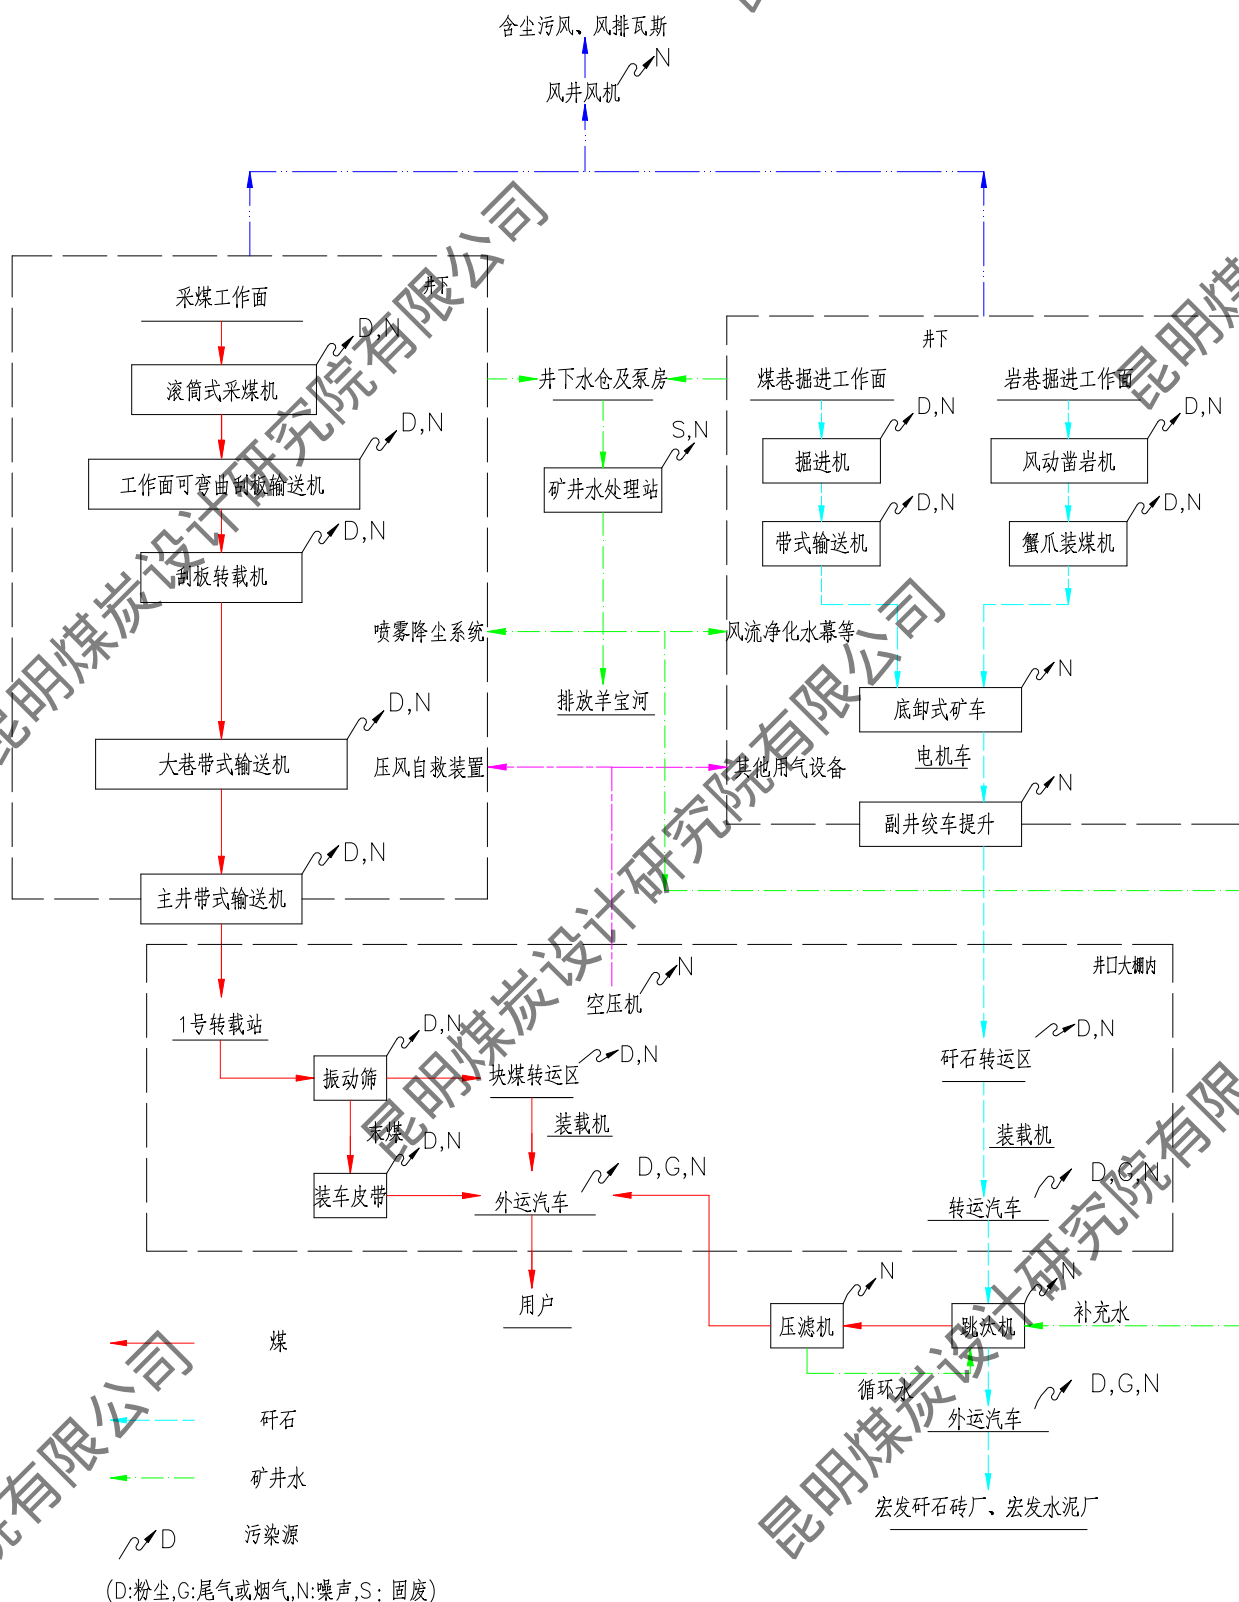 含尘污风、风排瓦斯
N
风井风机
井下
采煤工作面
D,N
滚筒式采煤机
D,N
工作面可弯曲刮板输送机
D,N
刮板转载机
喷雾降尘系统
D,N
大巷带式输送机
压风自救装置
D,N
主井带式输送机
井下水仓及泵房
S,N
矿井水处理站
排放羊宝河
井下
煤巷掘进工作面
岩巷掘进工作面
D,N
D,N
掘进机
风动凿岩机
D,N
D,N
带式输送机
蟹爪装煤机
风流净化水幕等
N
底卸式矿车
其他用气设备
电机车
N
副井绞车提升
井口大棚内
N
空压机
1号转载站
D,N
振动筛
D,N
块煤转运区
末煤
装载机
D,N
装车皮带
D,G,N
外运汽车
用户
D,N
矸石转运区
装载机
D,G,N
转运汽车
N
压滤机
N
跳汰机
补充水
循环水
D,G,N
外运汽车
宏发矸石砖厂、宏发水泥厂
煤
矸石
矿井水
D
污染源
(D:粉尘,G:尾气或烟气,N:噪声,S:固废)
昆明煤炭设计研究院有限公司
昆明煤炭设计研究院有限公司
昆明煤炭设计研究院有限
昆明煤
院有限公司
昆